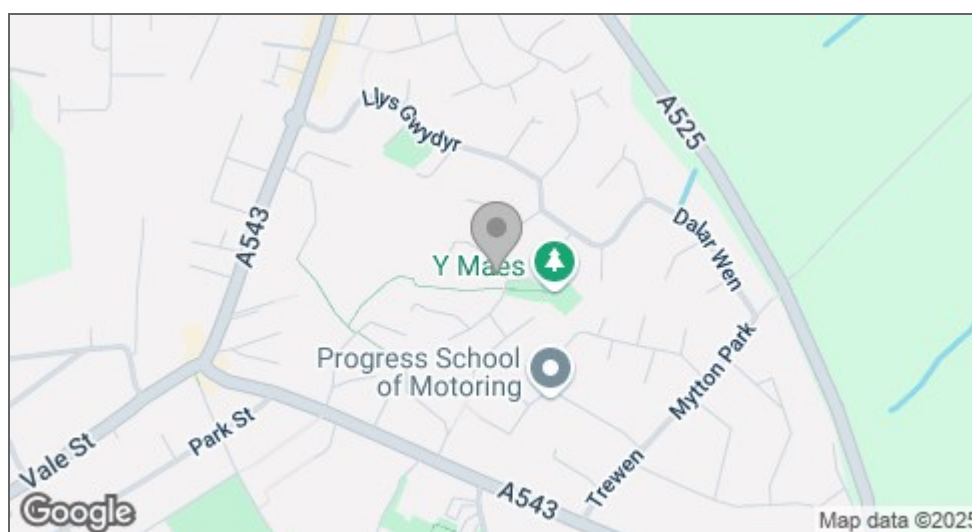 Llys Gwydyr
A525
A543
Dalar Wen
Y Maes
Progress School
of Motoring
Mytton Park
Park St
Vale St
Trewen
A543
Google
Map data ©2025